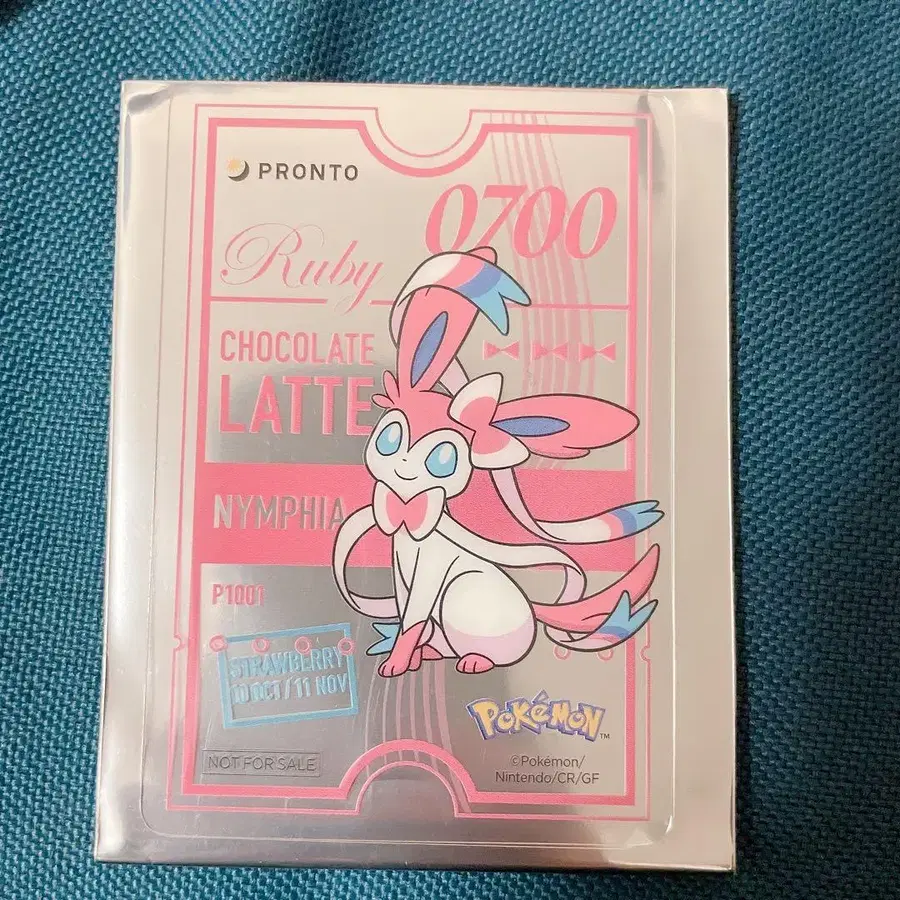 PRONTO
0700
Ruby
CHOCOLATE
LATTE
NYMPHIA
P1001
STRAWBERRY
10 OCT / 11 NOV
POKéMON™
NOT FOR SALE
©Pokémon/
Nintendo/CR/GF